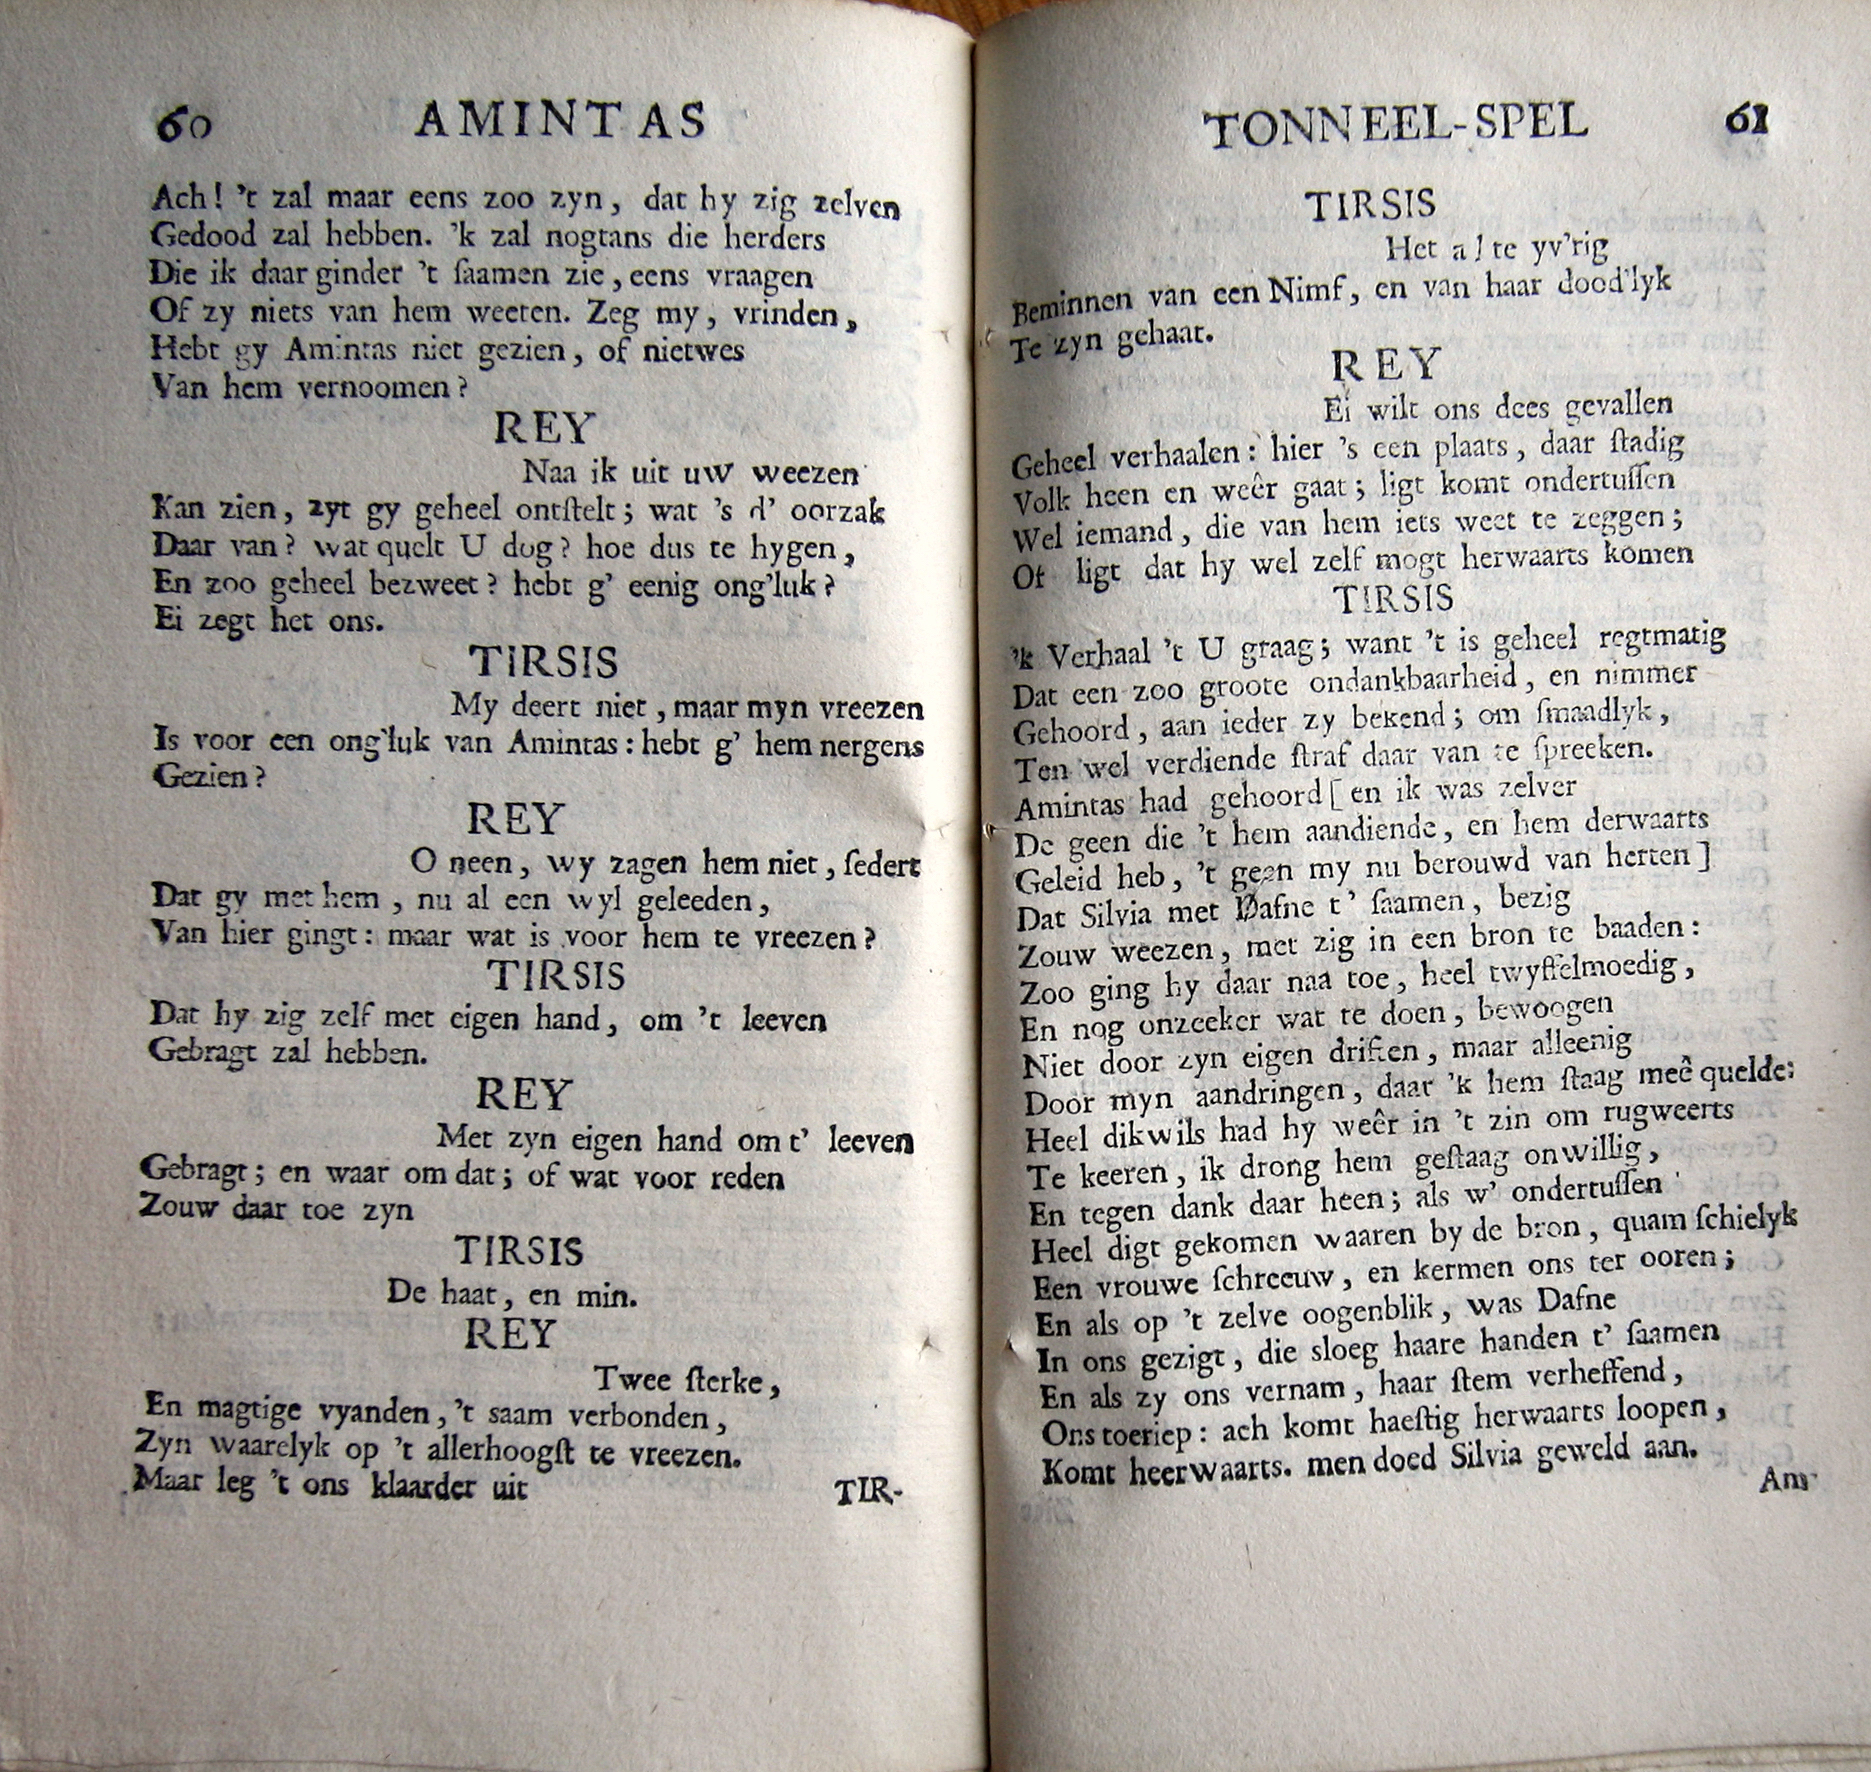 60 AMINTAS
Ach! 't zal maar eens zoo zyn, dat hy zig zelven
Gedood zal hebben. 'k zal nogtans die herders
Die ik daar ginder 't ſaamen zie, eens vraagen
Of zy niets van hem weeten. Zeg my, vrinden,
Hebt gy Amintas niet gezien, of nietwes
Van hem vernoomen?
REY
Naa ik uit uw weezen
Kan zien, zyt gy geheel ontſtelt; wat 's d' oorzak
Daar van? wat quelt U dog? hoe dus te hygen,
En zoo geheel bezweet? hebt g' eenig ong'luk?
Ei zegt het ons.
TIRSIS
My deert niet, maar myn vreezen
Is voor een ong'luk van Amintas: hebt g' hem nergens
Gezien?
REY
O neen, wy zagen hem niet, ſedert
Dat gy met hem, nu al een wyl geleeden,
Van hier gingt: maar wat is voor hem te vreezen?
TIRSIS
Dat hy zig zelf met eigen hand, om 't leeven
Gebragt zal hebben.
REY
Met zyn eigen hand om t' leeven
Gebragt; en waar om dat; of wat voor reden
Zouw daar toe zyn
TIRSIS
De haat, en min.
REY
Twee ſterke,
En magtige vyanden, 't saam verbonden,
Zyn waarelyk op 't allerhoogſt te vreezen.
Maar leg 't ons klaarder uit
TIR-
TONNEEL-SPEL 61
TIRSIS
Het al te yv'rig
Beminnen van een Nimf, en van haar dood'lyk
Te zyn gehaat.
REY
Ei wilt ons dees gevallen
Geheel verhaalen: hier 's een plaats, daar ſtadig
Volk heen en weêr gaat; ligt komt ondertuſſen
Wel iemand, die van hem iets weet te zeggen;
Of ligt dat hy wel zelf mogt herwaarts komen
TIRSIS
'k Verhaal 't U graag; want 't is geheel regtmatig
Dat een zoo groote ondankbaarheid, en nimmer
Gehoord, aan ieder zy bekend; om ſmaadlyk,
Ten wel verdiende ſtraf daar van te ſpreeken.
Amintas had gehoord [ en ik was zelver
De geen die 't hem aandiende, en hem derwaarts
Geleid heb, 't geen my nu berouwd van herten ]
Dat Silvia met Dafne t' ſaamen, bezig
Zouw weezen, met zig in een bron te baaden:
Zoo ging hy daar naa toe, heel twyffelmoedig,
En nog onzeeker wat te doen, bewoogen
Niet door zyn eigen driften, maar alleenig
Door myn aandringen, daar 'k hem ſtaag meê quelde:
Heel dikwils had hy weêr in 't zin om rugweerts
Te keeren, ik drong hem geſtaag onwillig,
En tegen dank daar heen; als w' ondertuſſen
Heel digt gekomen waaren by de bron, quam ſchielyk
Een vrouwe ſchreeuw, en kermen ons ter ooren;
En als op 't zelve oogenblik, was Dafne
In ons gezigt, die sloeg haare handen t' ſaamen
En als zy ons vernam, haar ſtem verheffend,
Ons toeriep: ach komt haeſtig herwaarts loopen,
Komt heerwaarts. men doed Silvia geweld aan.
Am-